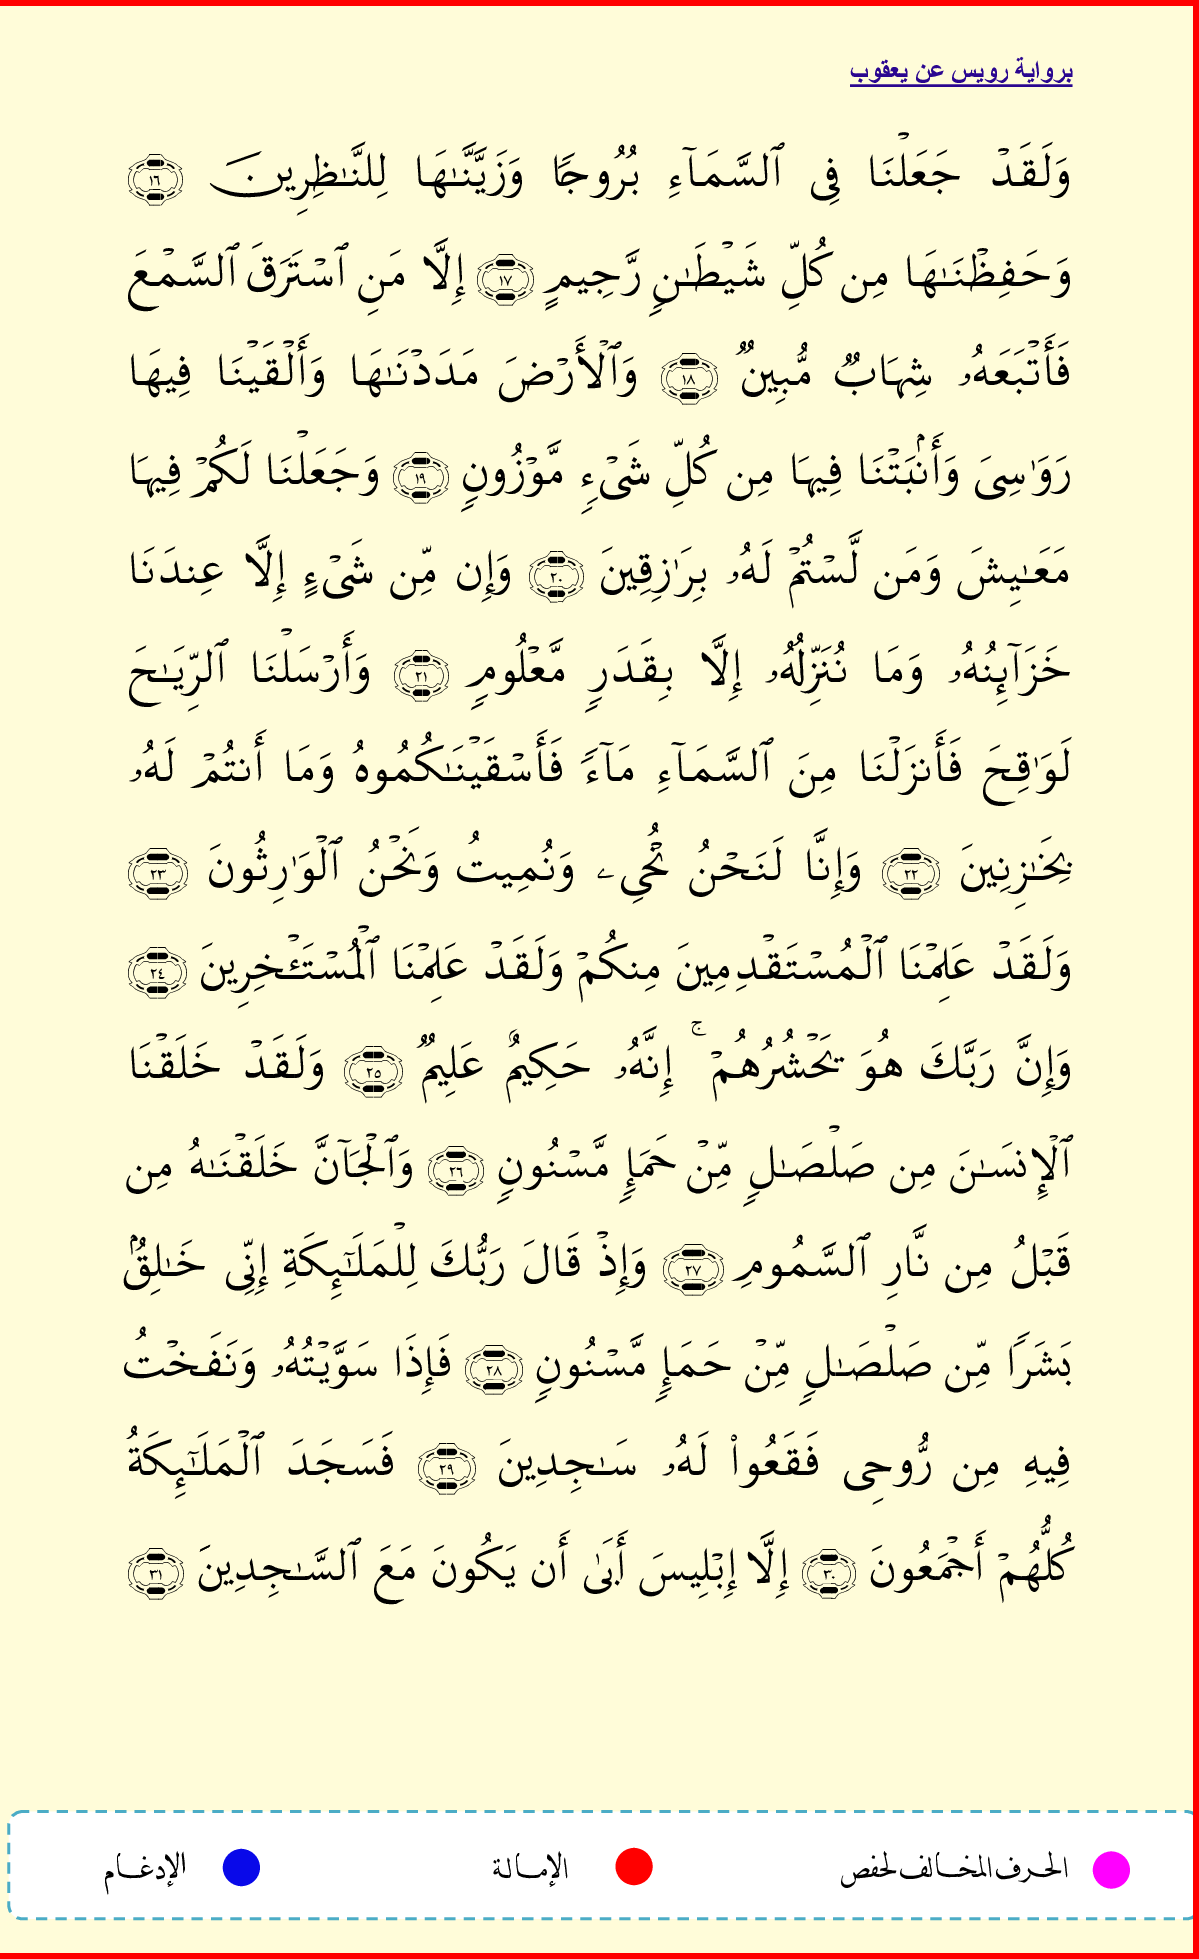 برواية رويس عن يعقوب
وَلَقَدْ جَعَلْنَا فِى ٱلسَّمَآءِ بُرُوجًا وَزَيَّنَّـٰهَا لِلنَّـٰظِرِينَ ١٦
وَحَفِظْنَـٰهَا مِن كُلِّ شَيْطَـٰنٍ رَّجِيمٍ ١٧ إِلَّا مَنِ ٱسْتَرَقَ ٱلسَّمْعَ
فَأَتْبَعَهُۥ شِهَابٌ مُّبِينٌ ١٨ وَٱلْأَرْضَ مَدَدْنَـٰهَا وَأَلْقَيْنَا فِيهَا
رَوَٰسِىَ وَأَنۢبَتْنَا فِيهَا مِن كُلِّ شَىْءٍ مَّوْزُونٍ ١٩ وَجَعَلْنَا لَكُمْ فِيهَا
مَعَـٰيِشَ وَمَن لَّسْتُمْ لَهُۥ بِرَٰزِقِينَ ٢٠ وَإِن مِّن شَىْءٍ إِلَّا عِندَنَا
خَزَآئِنُهُۥ وَمَا نُنَزِّلُهُۥ إِلَّا بِقَدَرٍ مَّعْلُومٍ ٢١ وَأَرْسَلْنَا ٱلرِّيَـٰحَ
لَوَٰقِحَ فَأَنزَلْنَا مِنَ ٱلسَّمَآءِ مَآءً فَأَسْقَيْنَـٰكُمُوهُ وَمَا أَنتُمْ لَهُۥ
بِخَـٰزِنِينَ ٢٢ وَإِنَّا لَنَحْنُ نُحْىِۦ وَنُمِيتُ وَنَحْنُ ٱلْوَٰرِثُونَ ٢٣
وَلَقَدْ عَلِمْنَا ٱلْمُسْتَقْدِمِينَ مِنكُمْ وَلَقَدْ عَلِمْنَا ٱلْمُسْتَـْٔخِرِينَ ٢٤
وَإِنَّ رَبَّكَ هُوَ يَحْشُرُهُمْ ۚ إِنَّهُۥ حَكِيمٌ عَلِيمٌ ٢٥ وَلَقَدْ خَلَقْنَا
ٱلْإِنسَـٰنَ مِن صَلْصَـٰلٍ مِّنْ حَمَإٍ مَّسْنُونٍ ٢٦ وَٱلْجَآنَّ خَلَقْنَـٰهُ مِن
قَبْلُ مِن نَّارِ ٱلسَّمُومِ ٢٧ وَإِذْ قَالَ رَبُّكَ لِلْمَلَـٰٓئِكَةِ إِنِّى خَـٰلِقٌۢ
بَشَرًا مِّن صَلْصَـٰلٍ مِّنْ حَمَإٍ مَّسْنُونٍ ٢٨ فَإِذَا سَوَّيْتُهُۥ وَنَفَخْتُ
فِيهِ مِن رُّوحِى فَقَعُوا۟ لَهُۥ سَـٰجِدِينَ ٢٩ فَسَجَدَ ٱلْمَلَـٰٓئِكَةُ
كُلُّهُمْ أَجْمَعُونَ ٣٠ إِلَّا إِبْلِيسَ أَبَىٰ أَن يَكُونَ مَعَ ٱلسَّـٰجِدِينَ ٣١
الحرف المخالف لحفص الإمالة الإدغام